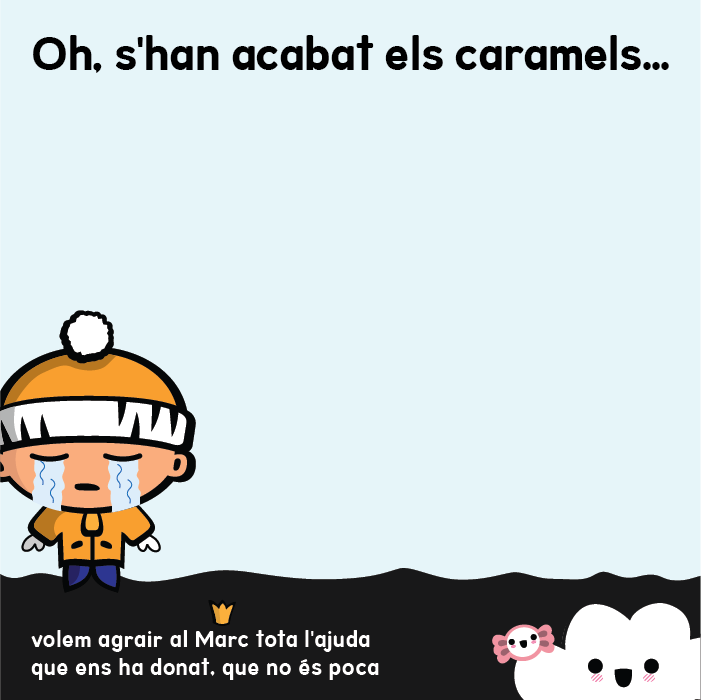 Oh, s'han acabat els caramels...
volem agrair al Marc tota l'ajuda
que ens ha donat, que no és poca